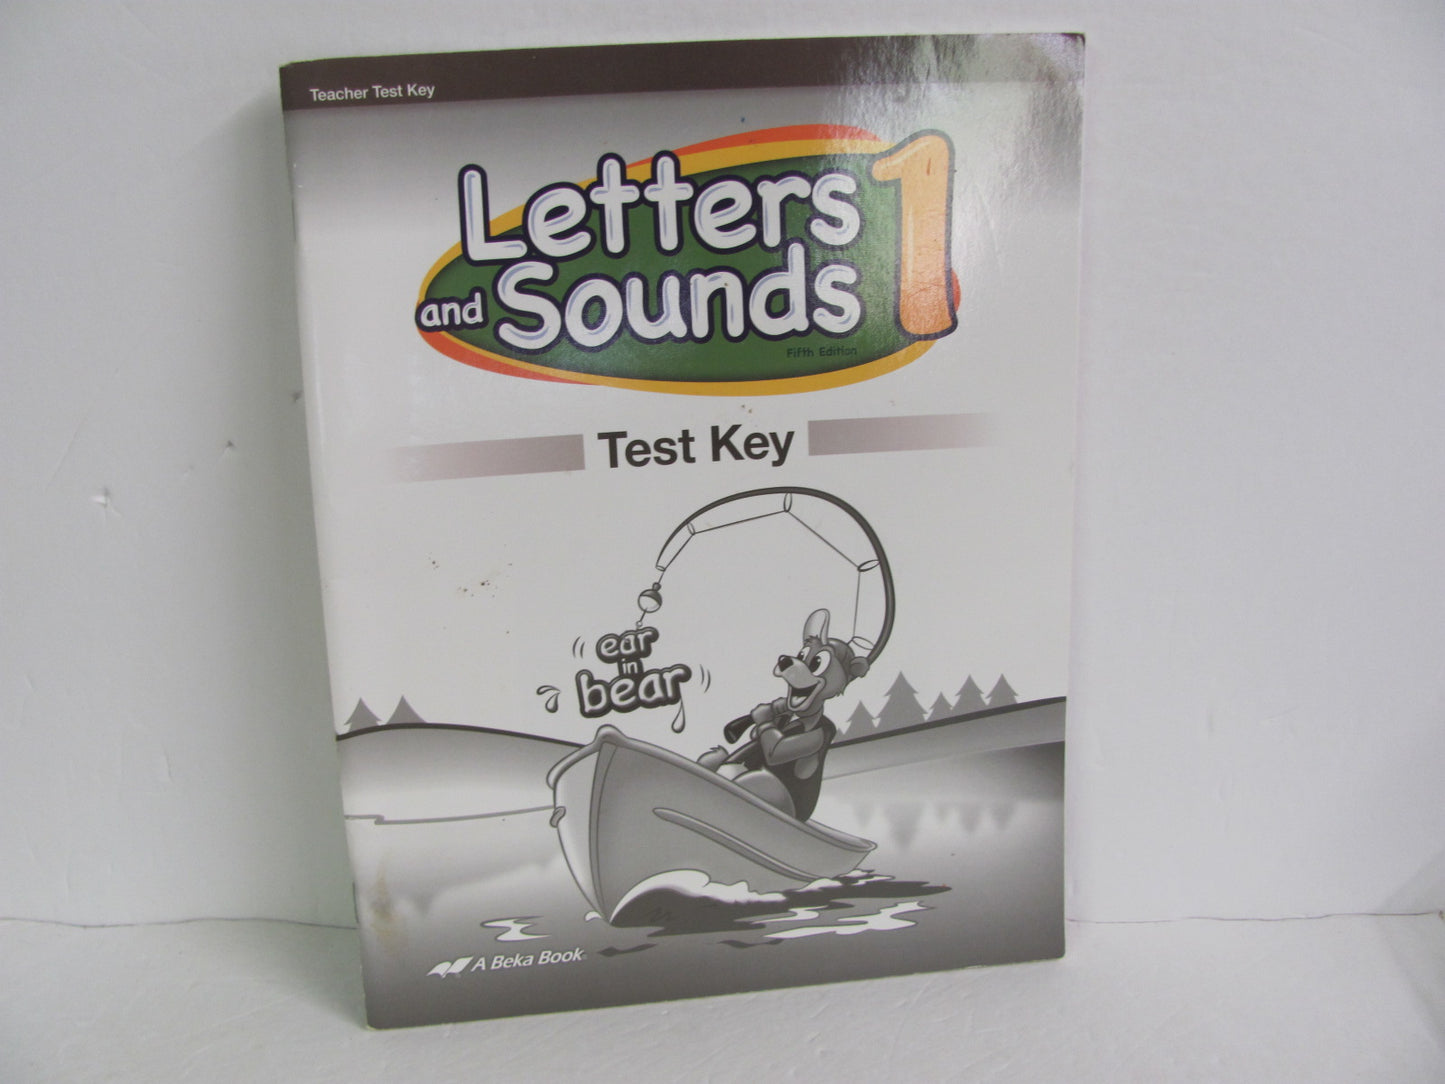 Teacher Test Key
Letters
and Sounds 1
Fifth Edition
Test Key
ear
in
bear
A Beka Book